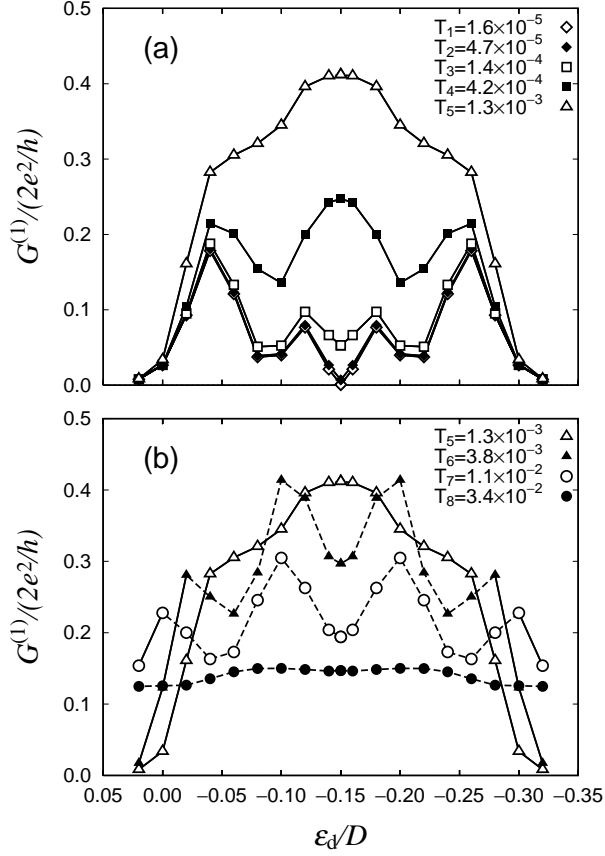 (a)
T₁=1.6×10⁻⁵
T₂=4.7×10⁻⁵
T₃=1.4×10⁻⁴
T₄=4.2×10⁻⁴
T₅=1.3×10⁻³
0.5
0.4
0.3
0.2
0.1
0.0
G⁽¹⁾/(2e²/h)
(b)
T₅=1.3×10⁻³
T₆=3.8×10⁻³
T₇=1.1×10⁻²
T₈=3.4×10⁻²
0.5
0.4
0.3
0.2
0.1
0.0
G⁽¹⁾/(2e²/h)
0.05 0.00 −0.05 −0.10 −0.15 −0.20 −0.25 −0.30 −0.35
ε_d/D